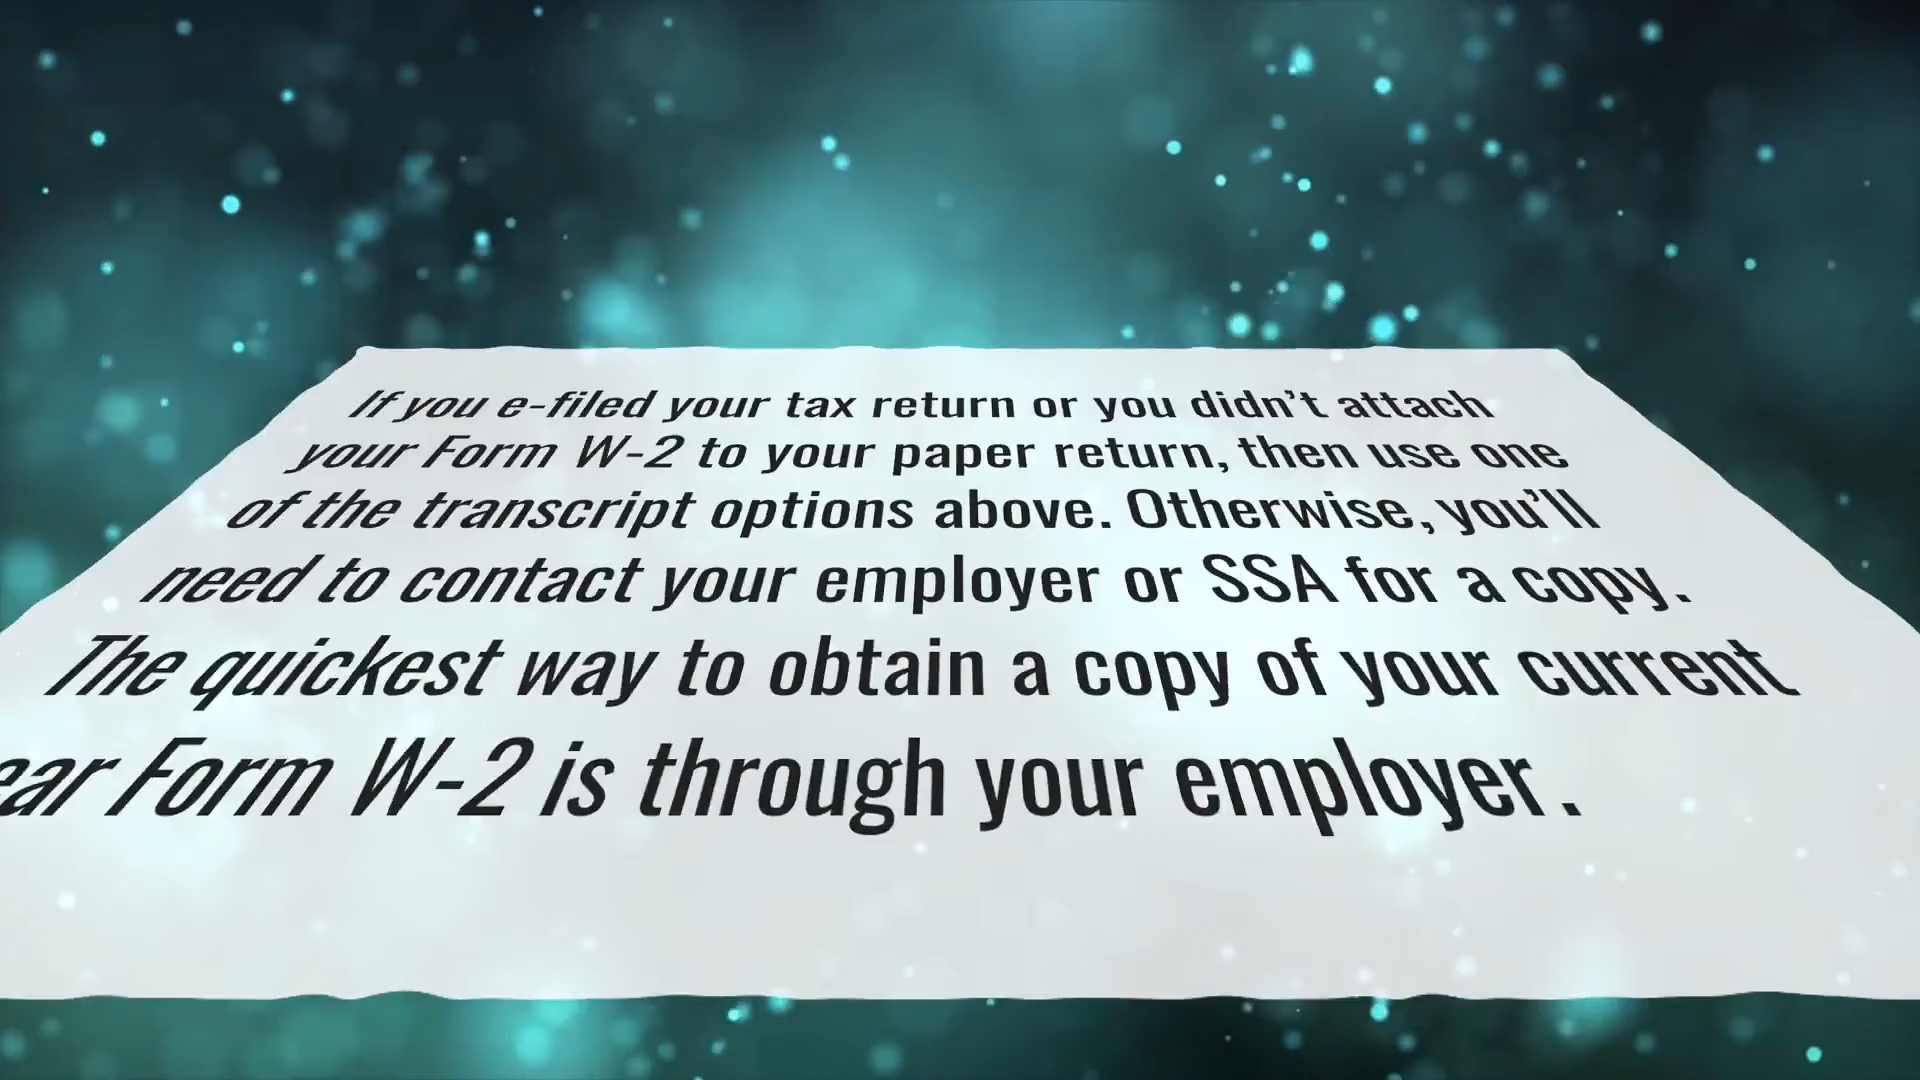 If you e-filed your tax return or you didn’t attach
your Form W-2 to your paper return, then use one
of the transcript options above. Otherwise, you’ll
need to contact your employer or SSA for a copy.
The quickest way to obtain a copy of your current
Form W-2 is through your employer.